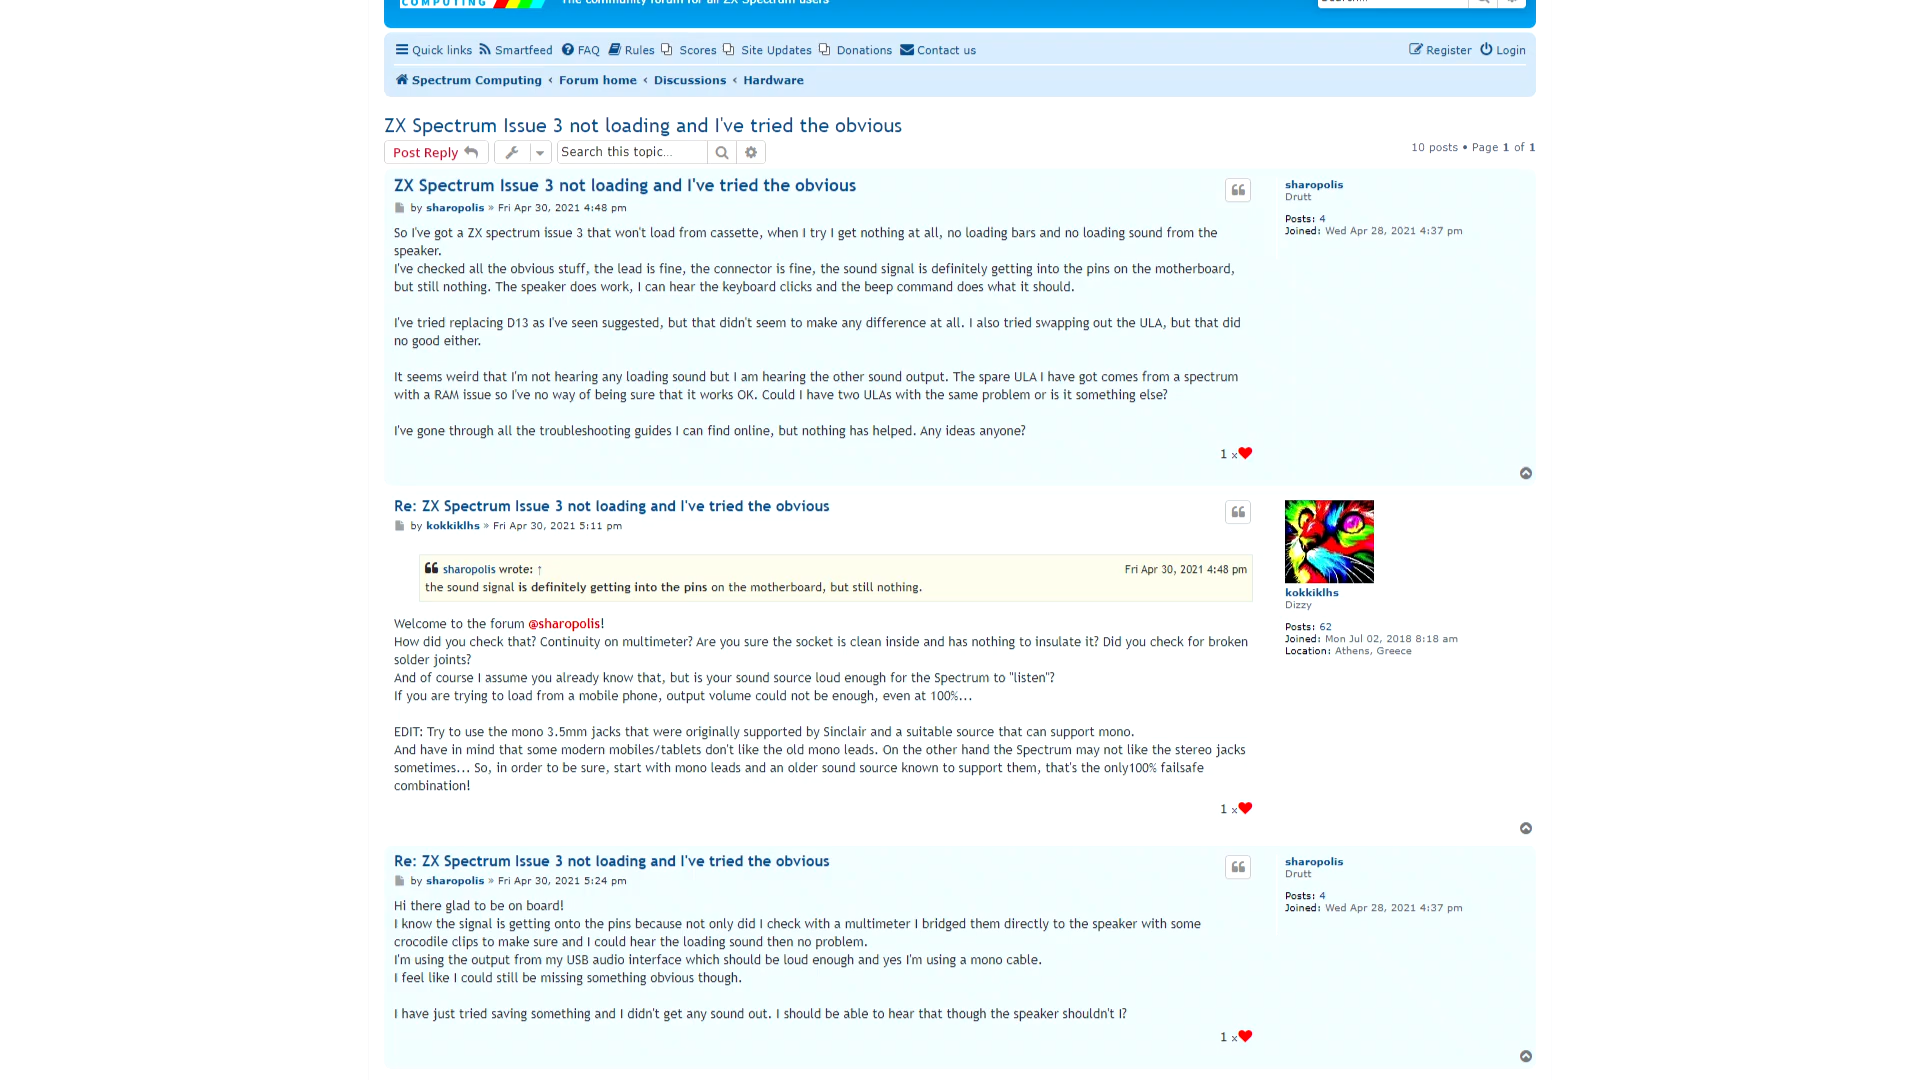 COMPUTING The community forum for all ZX Spectrum users Search...
Quick links Smartfeed FAQ Rules Scores Site Updates Donations Contact us Register Login
Spectrum Computing ‹ Forum home ‹ Discussions ‹ Hardware
ZX Spectrum Issue 3 not loading and I've tried the obvious
Post Reply Search this topic... 10 posts • Page 1 of 1
ZX Spectrum Issue 3 not loading and I've tried the obvious
by sharopolis » Fri Apr 30, 2021 4:48 pm
So I've got a ZX spectrum issue 3 that won't load from cassette, when I try I get nothing at all, no loading bars and no loading sound from the
speaker.
I've checked all the obvious stuff, the lead is fine, the connector is fine, the sound signal is definitely getting into the pins on the motherboard,
but still nothing. The speaker does work, I can hear the keyboard clicks and the beep command does what it should.
I've tried replacing D13 as I've seen suggested, but that didn't seem to make any difference at all. I also tried swapping out the ULA, but that did
no good either.
It seems weird that I'm not hearing any loading sound but I am hearing the other sound output. The spare ULA I have got comes from a spectrum
with a RAM issue so I've no way of being sure that it works OK. Could I have two ULAs with the same problem or is it something else?
I've gone through all the troubleshooting guides I can find online, but nothing has helped. Any ideas anyone?
1 x
sharopolis
Drutt
Posts: 4
Joined: Wed Apr 28, 2021 4:37 pm
Re: ZX Spectrum Issue 3 not loading and I've tried the obvious
by kokkiklhs » Fri Apr 30, 2021 5:11 pm
sharopolis wrote: ↑ Fri Apr 30, 2021 4:48 pm
the sound signal is definitely getting into the pins on the motherboard, but still nothing.
Welcome to the forum @sharopolis!
How did you check that? Continuity on multimeter? Are you sure the socket is clean inside and has nothing to insulate it? Did you check for broken
solder joints?
And of course I assume you already know that, but is your sound source loud enough for the Spectrum to "listen"?
If you are trying to load from a mobile phone, output volume could not be enough, even at 100%...
EDIT: Try to use the mono 3.5mm jacks that were originally supported by Sinclair and a suitable source that can support mono.
And have in mind that some modern mobiles/tablets don't like the old mono leads. On the other hand the Spectrum may not like the stereo jacks
sometimes... So, in order to be sure, start with mono leads and an older sound source known to support them, that's the only100% failsafe
combination!
1 x
kokkiklhs
Dizzy
Posts: 62
Joined: Mon Jul 02, 2018 8:18 am
Location: Athens, Greece
Re: ZX Spectrum Issue 3 not loading and I've tried the obvious
by sharopolis » Fri Apr 30, 2021 5:24 pm
Hi there glad to be on board!
I know the signal is getting onto the pins because not only did I check with a multimeter I bridged them directly to the speaker with some
crocodile clips to make sure and I could hear the loading sound then no problem.
I'm using the output from my USB audio interface which should be loud enough and yes I'm using a mono cable.
I feel like I could still be missing something obvious though.
I have just tried saving something and I didn't get any sound out. I should be able to hear that though the speaker shouldn't I?
1 x
sharopolis
Drutt
Posts: 4
Joined: Wed Apr 28, 2021 4:37 pm